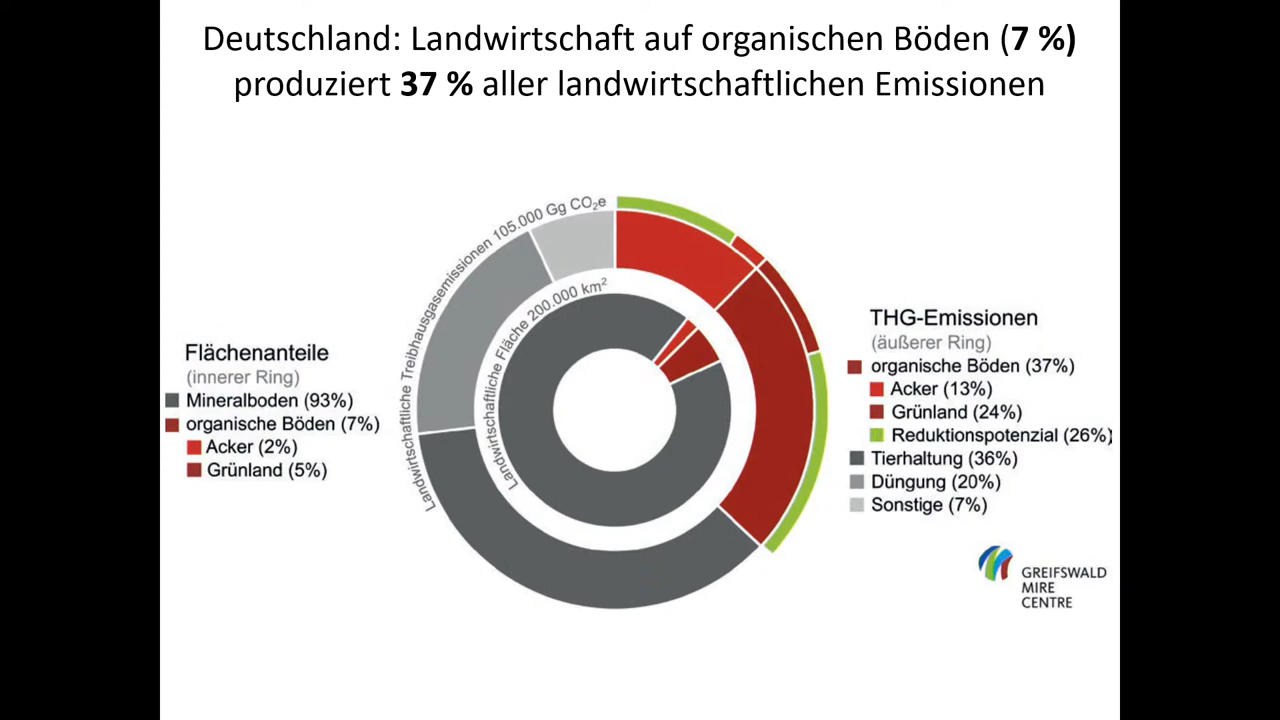 Deutschland: Landwirtschaft auf organischen Böden (7 %)
produziert 37 % aller landwirtschaftlichen Emissionen
Landwirtschaftliche Treibhausgasemissionen 105.000 Gg CO₂e
Landwirtschaftliche Fläche 200.000 km²
Flächenanteile
(innerer Ring)
Mineralboden (93%)
organische Böden (7%)
Acker (2%)
Grünland (5%)
THG-Emissionen
(äußerer Ring)
organische Böden (37%)
Acker (13%)
Grünland (24%)
Reduktionspotenzial (26%)
Tierhaltung (36%)
Düngung (20%)
Sonstige (7%)
GREIFSWALD
MIRE
CENTRE